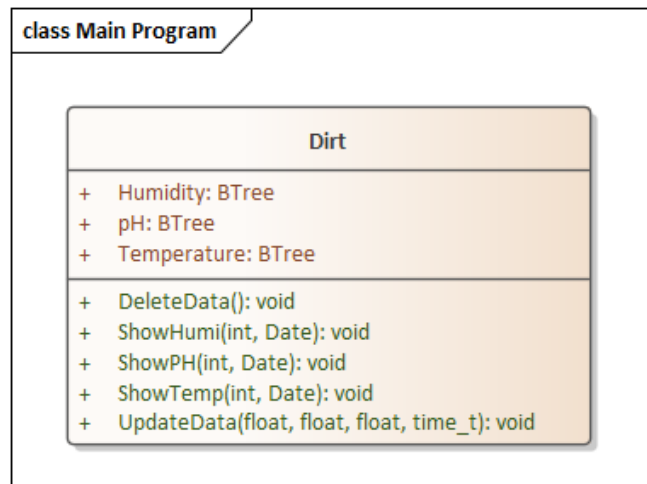 class Main Program
Dirt
+ Humidity: BTree
+ pH: BTree
+ Temperature: BTree
+ DeleteData(): void
+ ShowHumi(int, Date): void
+ ShowPH(int, Date): void
+ ShowTemp(int, Date): void
+ UpdateData(float, float, float, time_t): void